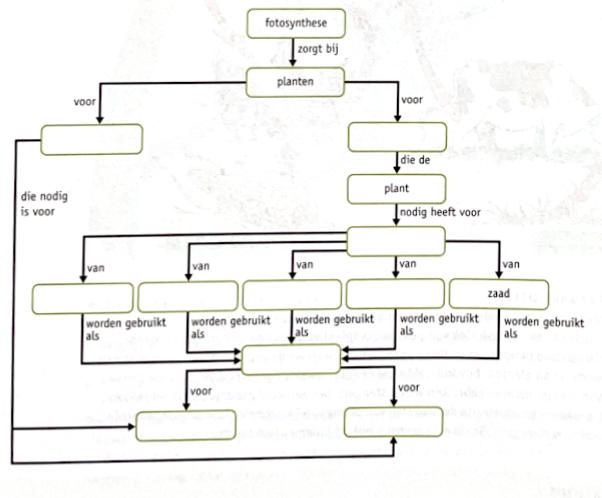 fotosynthese
zorgt bij
planten
voor
voor
die de
plant
die nodig
is voor
nodig heeft voor
van
van
van
van
van
zaad
worden gebruikt
als
worden gebruikt
als
worden gebruikt
als
worden gebruikt
als
worden gebruikt
als
voor
voor